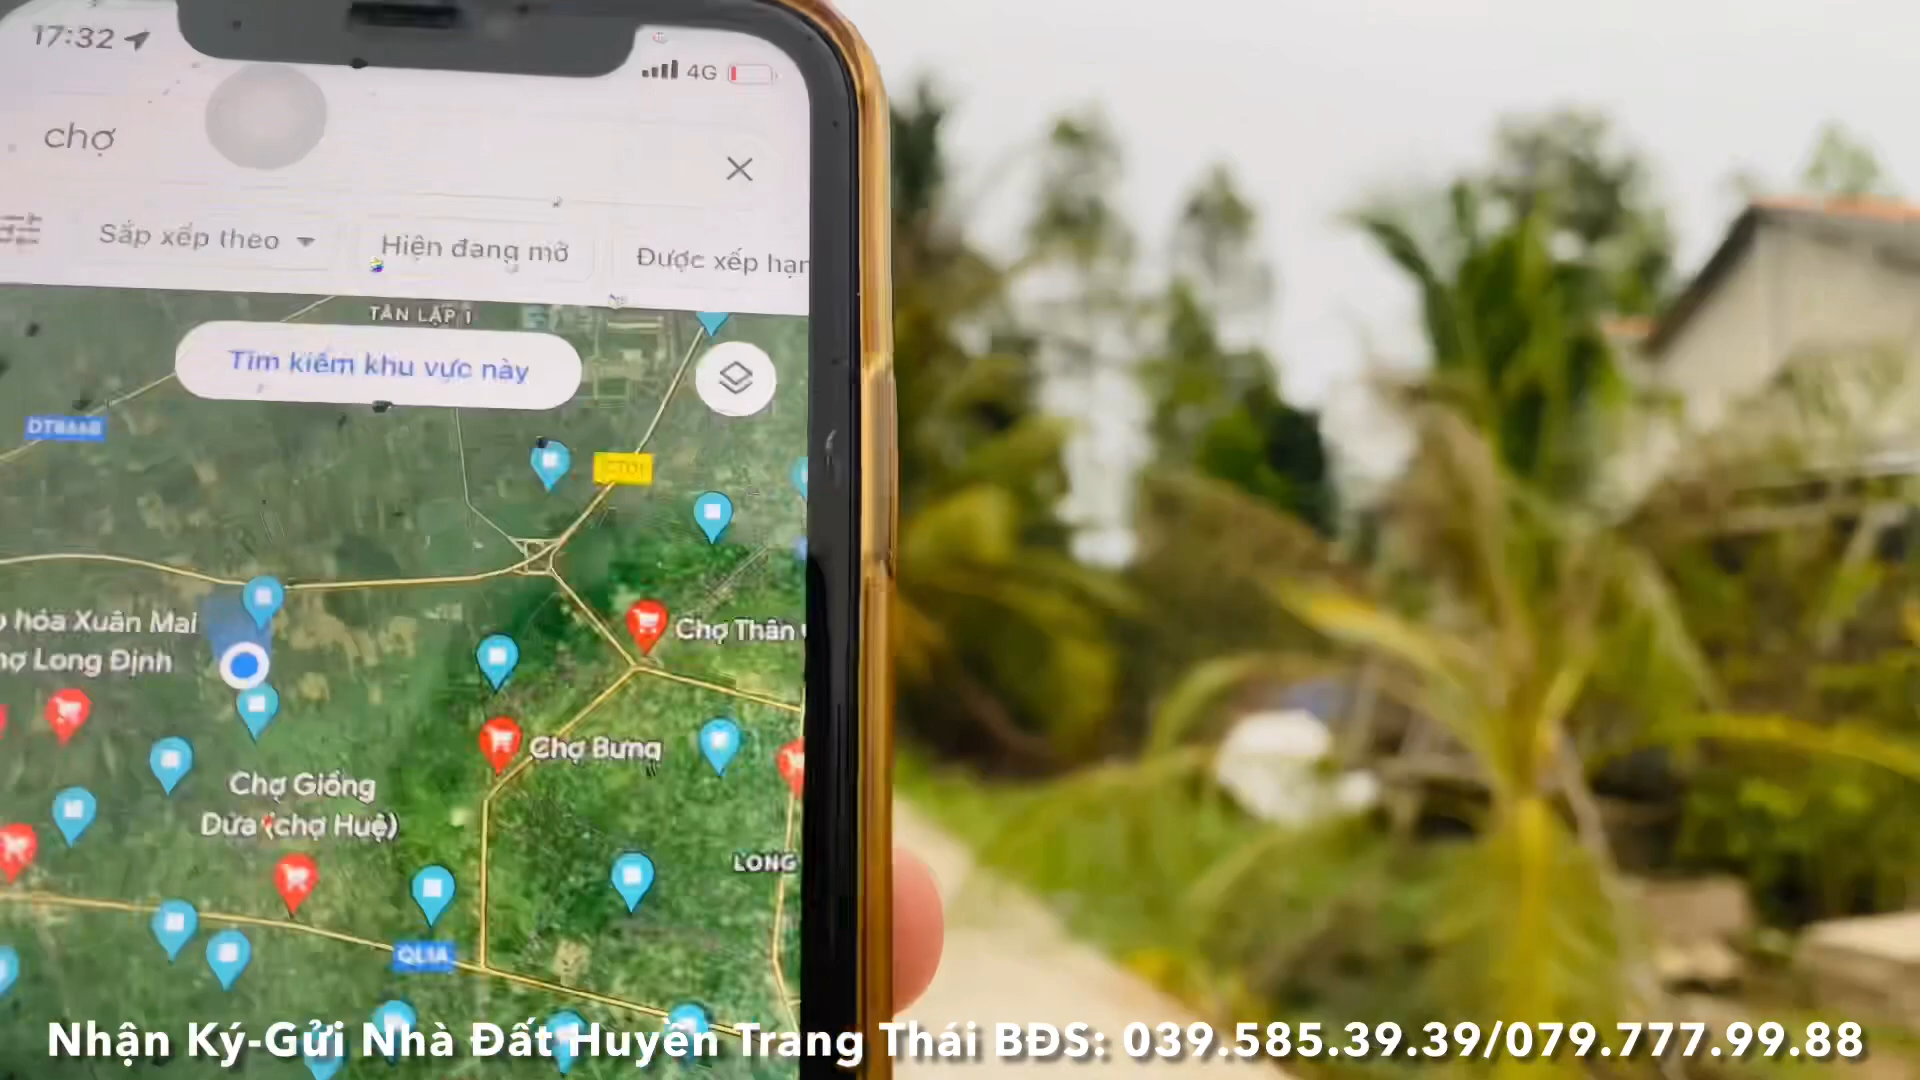 17:32
4G
chợ
Sắp xếp theo
Hiện đang mở
Được xếp hạn
TÂN LẬP 1
Tìm kiếm khu vực này
CT01
hóa Xuân Mai
Long Định
Chợ Thân
Chợ Bưng
Chợ Giồng
Dừa (chợ Huệ)
LONG
QL1A
Nhận Ký-Gửi Nhà Đất Huyền Trang Thái BĐS: 039.585.39.39/079.777.99.88